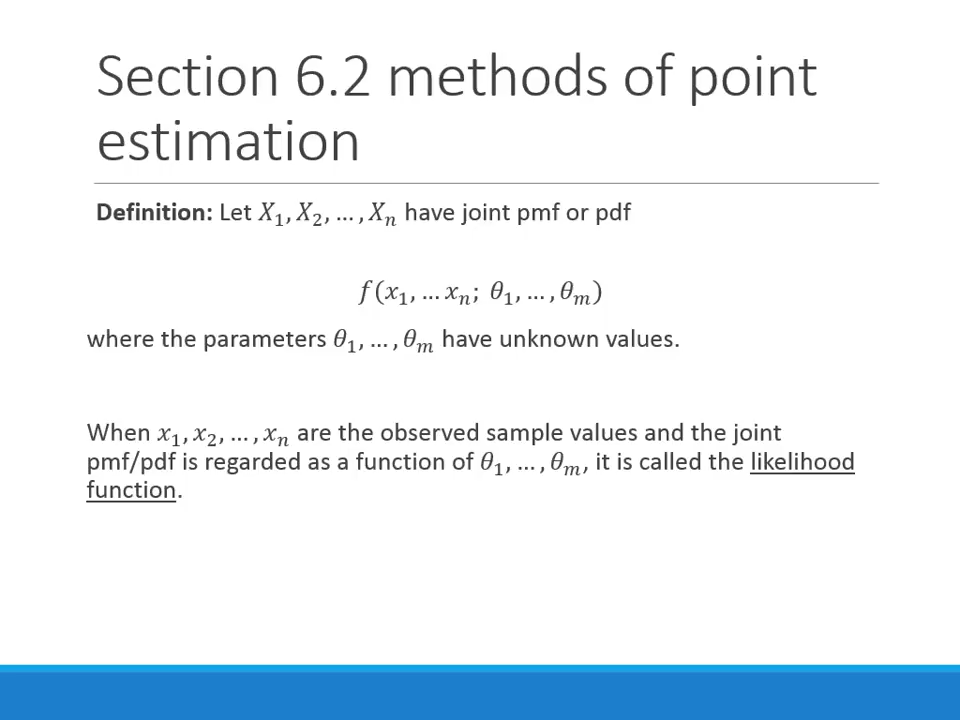 Section 6.2 methods of point
estimation
Definition: Let X₁, X₂, … , Xₙ have joint pmf or pdf
f(x₁, … xₙ; θ₁, … , θₘ)
where the parameters θ₁, … , θₘ have unknown values.
When x₁, x₂, … , xₙ are the observed sample values and the joint
pmf/pdf is regarded as a function of θ₁, … , θₘ, it is called the likelihood
function.